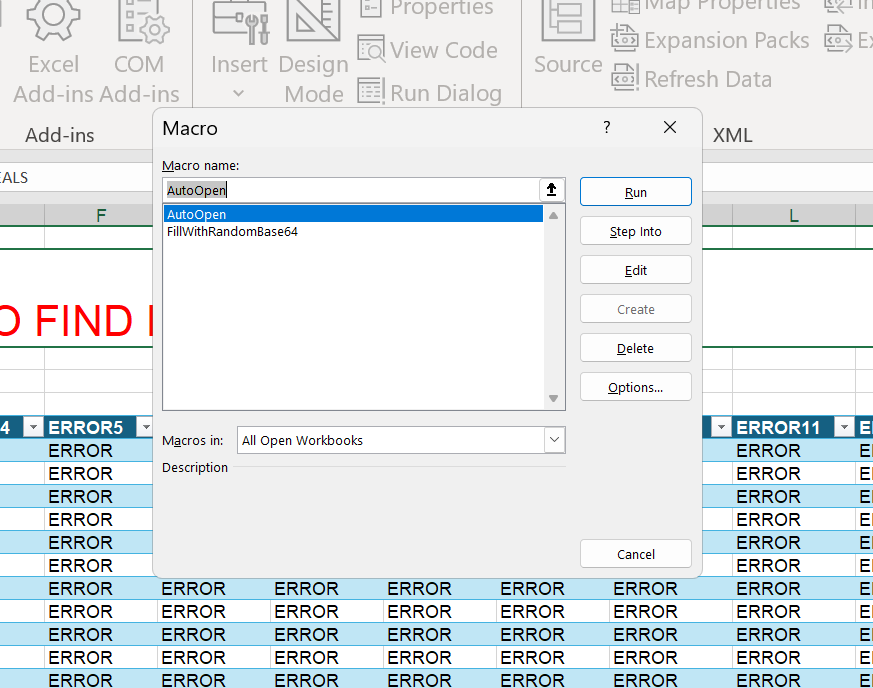 Properties
Map Properties
Excel
Add-ins
COM
Add-ins
Insert
Design
Mode
View Code
Run Dialog
Source
Expansion Packs
Refresh Data
Add-ins
XML
Macro
?
Macro name:
AutoOpen
AutoOpen
FillWithRandomBase64
Run
Step Into
Edit
Create
Delete
Options...
Macros in: All Open Workbooks
Description
Cancel
EALS
F L
O FIND
4 ERROR5 ERROR11
ERROR ERROR
ERROR ERROR
ERROR ERROR
ERROR ERROR
ERROR ERROR
ERROR ERROR
ERROR ERROR ERROR ERROR ERROR ERROR ERROR
ERROR ERROR ERROR ERROR ERROR ERROR ERROR
ERROR ERROR ERROR ERROR ERROR ERROR ERROR
ERROR ERROR ERROR ERROR ERROR ERROR ERROR
ERROR ERROR ERROR ERROR ERROR ERROR ERROR